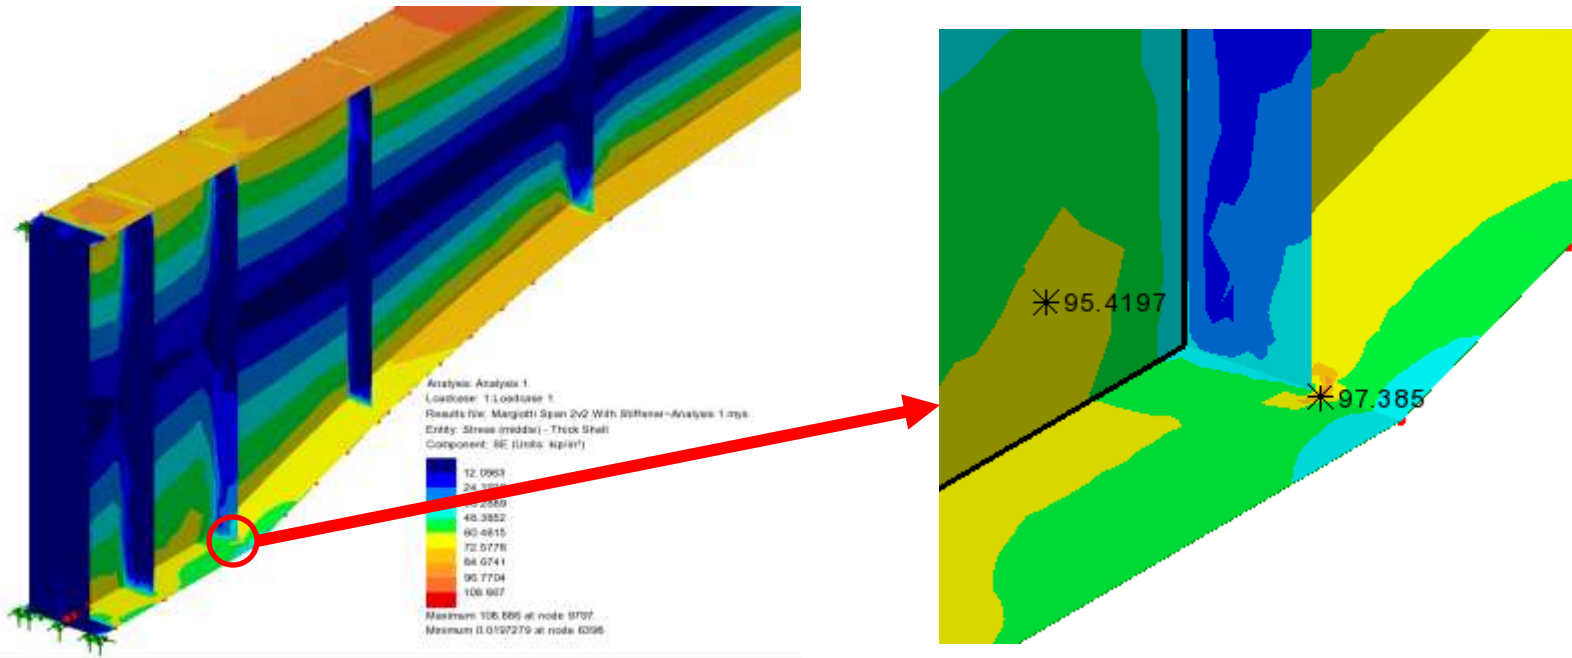 Analysis: Analysis 1
Loadcase: 1:Loadcase 1
Results file: Margiotti Span 2v2 With Stiffener~Analysis 1.mys
Entity: Stress (middle) - Thick Shell
Component: SE (Units: kip/in²)
12.0963
48.3852
60.4815
72.5778
84.6741
96.7704
108.867
Maximum 108.886 at node 9797
Minimum 0.0197279 at node 6398
95.4197
97.385